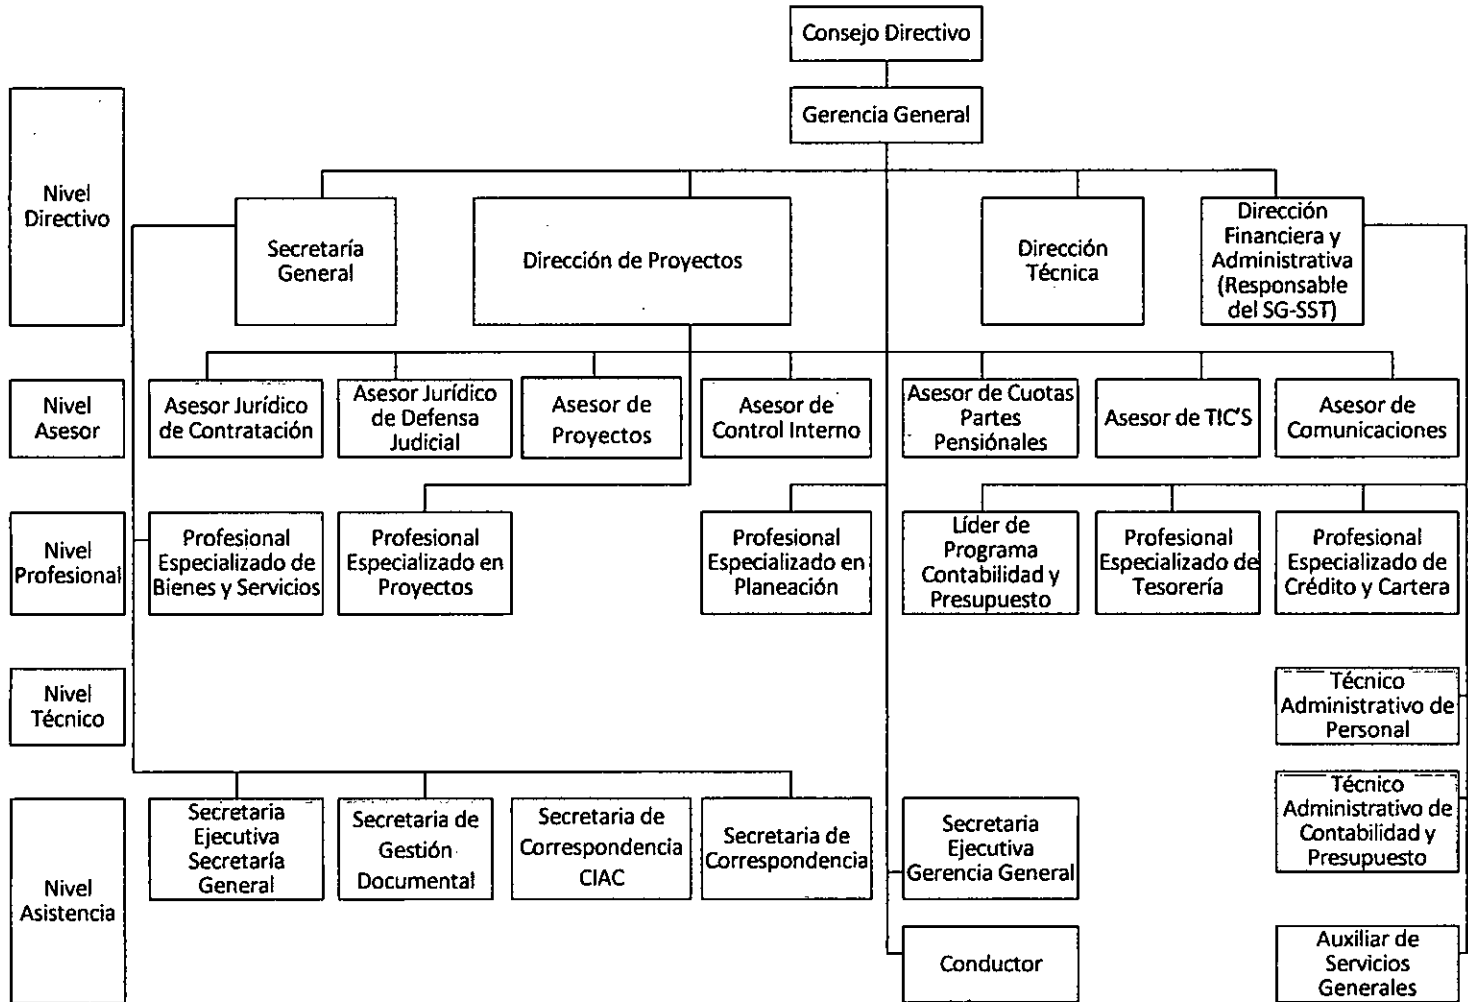 Consejo Directivo
Gerencia General
Nivel
Directivo
Secretaría
General
Dirección de Proyectos
Dirección
Técnica
Dirección
Financiera y
Administrativa
(Responsable
del SG-SST)
Nivel
Asesor
Asesor Jurídico
de Contratación
Asesor Jurídico
de Defensa
Judicial
Asesor de
Proyectos
Asesor de
Control Interno
Asesor de Cuotas
Partes
Pensiónales
Asesor de TIC'S
Asesor de
Comunicaciones
Nivel
Profesional
Profesional
Especializado de
Bienes y Servicios
Profesional
Especializado en
Proyectos
Profesional
Especializado en
Planeación
Líder de
Programa
Contabilidad y
Presupuesto
Profesional
Especializado de
Tesorería
Profesional
Especializado de
Crédito y Cartera
Nivel
Técnico
Técnico
Administrativo de
Personal
Nivel
Asistencia
Secretaria
Ejecutiva
Secretaría
General
Secretaria de
Gestión
Documental
Secretaria de
Correspondencia
CIAC
Secretaria de
Correspondencia
Secretaria
Ejecutiva
Gerencia General
Técnico
Administrativo de
Contabilidad y
Presupuesto
Conductor
Auxiliar de
Servicios
Generales